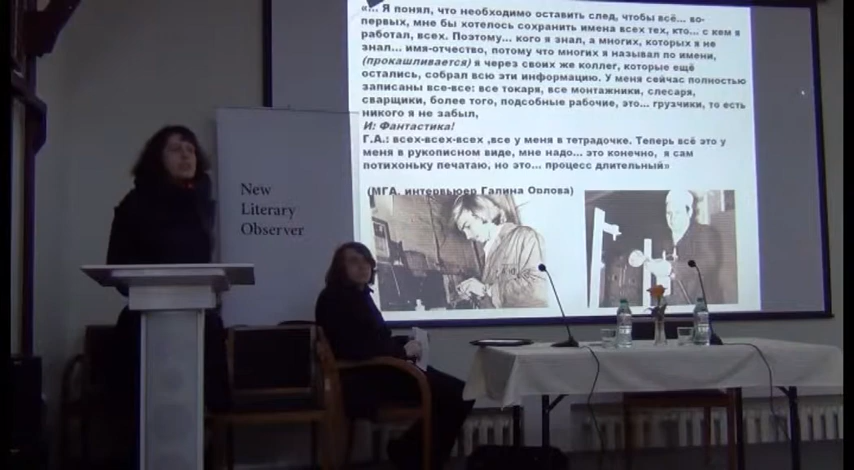 «… Я понял, что необходимо оставить след, чтобы всё… во-
первых, мне бы хотелось сохранить имена всех тех, кто… с кем я
работал, всех. Поэтому… кого я знал, а многих, которых я не
знал… имя-отчество, потому что многих я называл по имени,
(прокашливается) я через своих же коллег, которые ещё
остались, собрал всю эти информацию. У меня сейчас полностью
записаны все-все: все токаря, все монтажники, слесаря,
сварщики, более того, подсобные рабочие, это… грузчики, то есть
никого я не забыл,
И: Фантастика!
Г.А.: всех-всех-всех ,все у меня в тетрадочке. Теперь всё это у
меня в рукописном виде, мне надо… это конечно, я сам
потихоньку печатаю, но это… процесс длительный»
(МГА, интервьюер Галина Орлова)
New
Literary
Observer